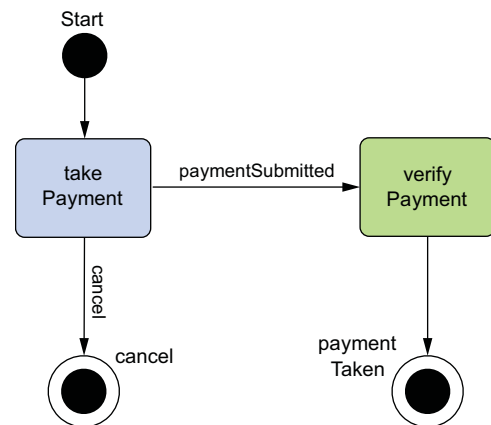 Start
take
Payment
paymentSubmitted
verify
Payment
cancel
cancel
payment
Taken